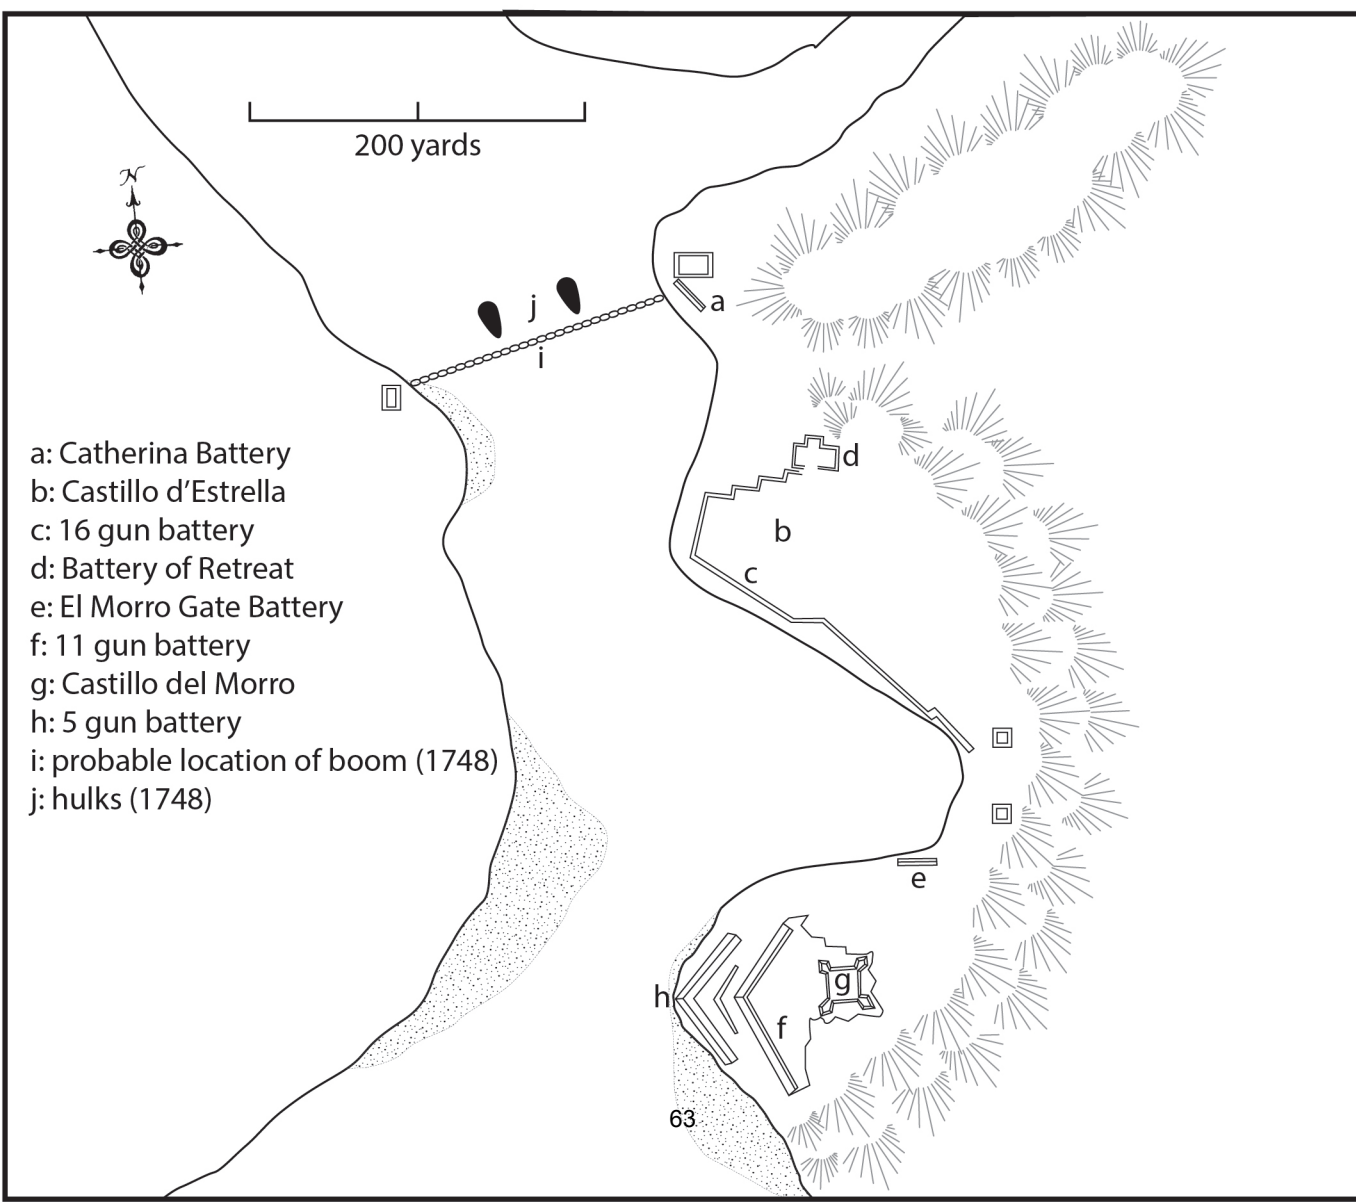 200 yards
N
a
j
i
d
b
c
a: Catherina Battery
b: Castillo d’Estrella
c: 16 gun battery
d: Battery of Retreat
e: El Morro Gate Battery
f: 11 gun battery
g: Castillo del Morro
h: 5 gun battery
i: probable location of boom (1748)
j: hulks (1748)
e
g
h
f
63